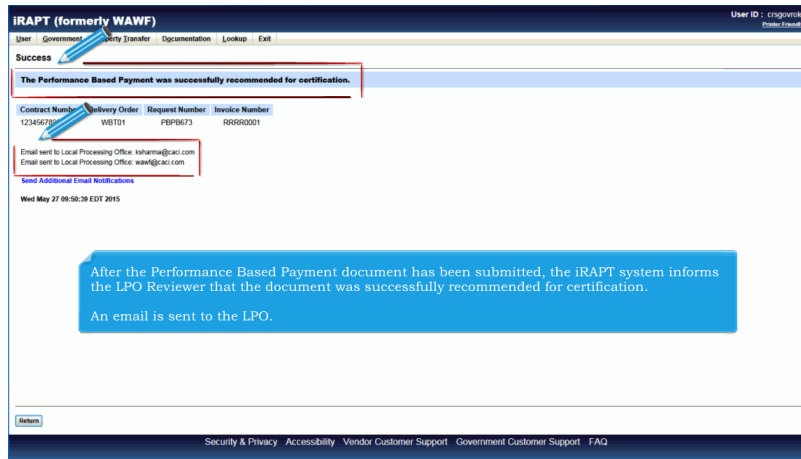 iRAPT (formerly WAWF)
User ID : crsgovrol
Printer Friendl
User Government Transfer Documentation Lookup Exit
Success
The Performance Based Payment was successfully recommended for certification.
Contract Delivery Order Request Number Invoice Number
WBT01 PBPB673 RRRR0001
Email sent to Local Processing Office: ksharma@caci.com
Email sent to Local Processing Office: wawf@caci.com
Send Additional Email Notifications
Wed May 27 09:50:39 EDT 2015
After the Performance Based Payment document has been submitted, the iRAPT system informs
the LPO Reviewer that the document was successfully recommended for certification.
An email is sent to the LPO.
Return
Security & Privacy Accessibility Vendor Customer Support Government Customer Support FAQ